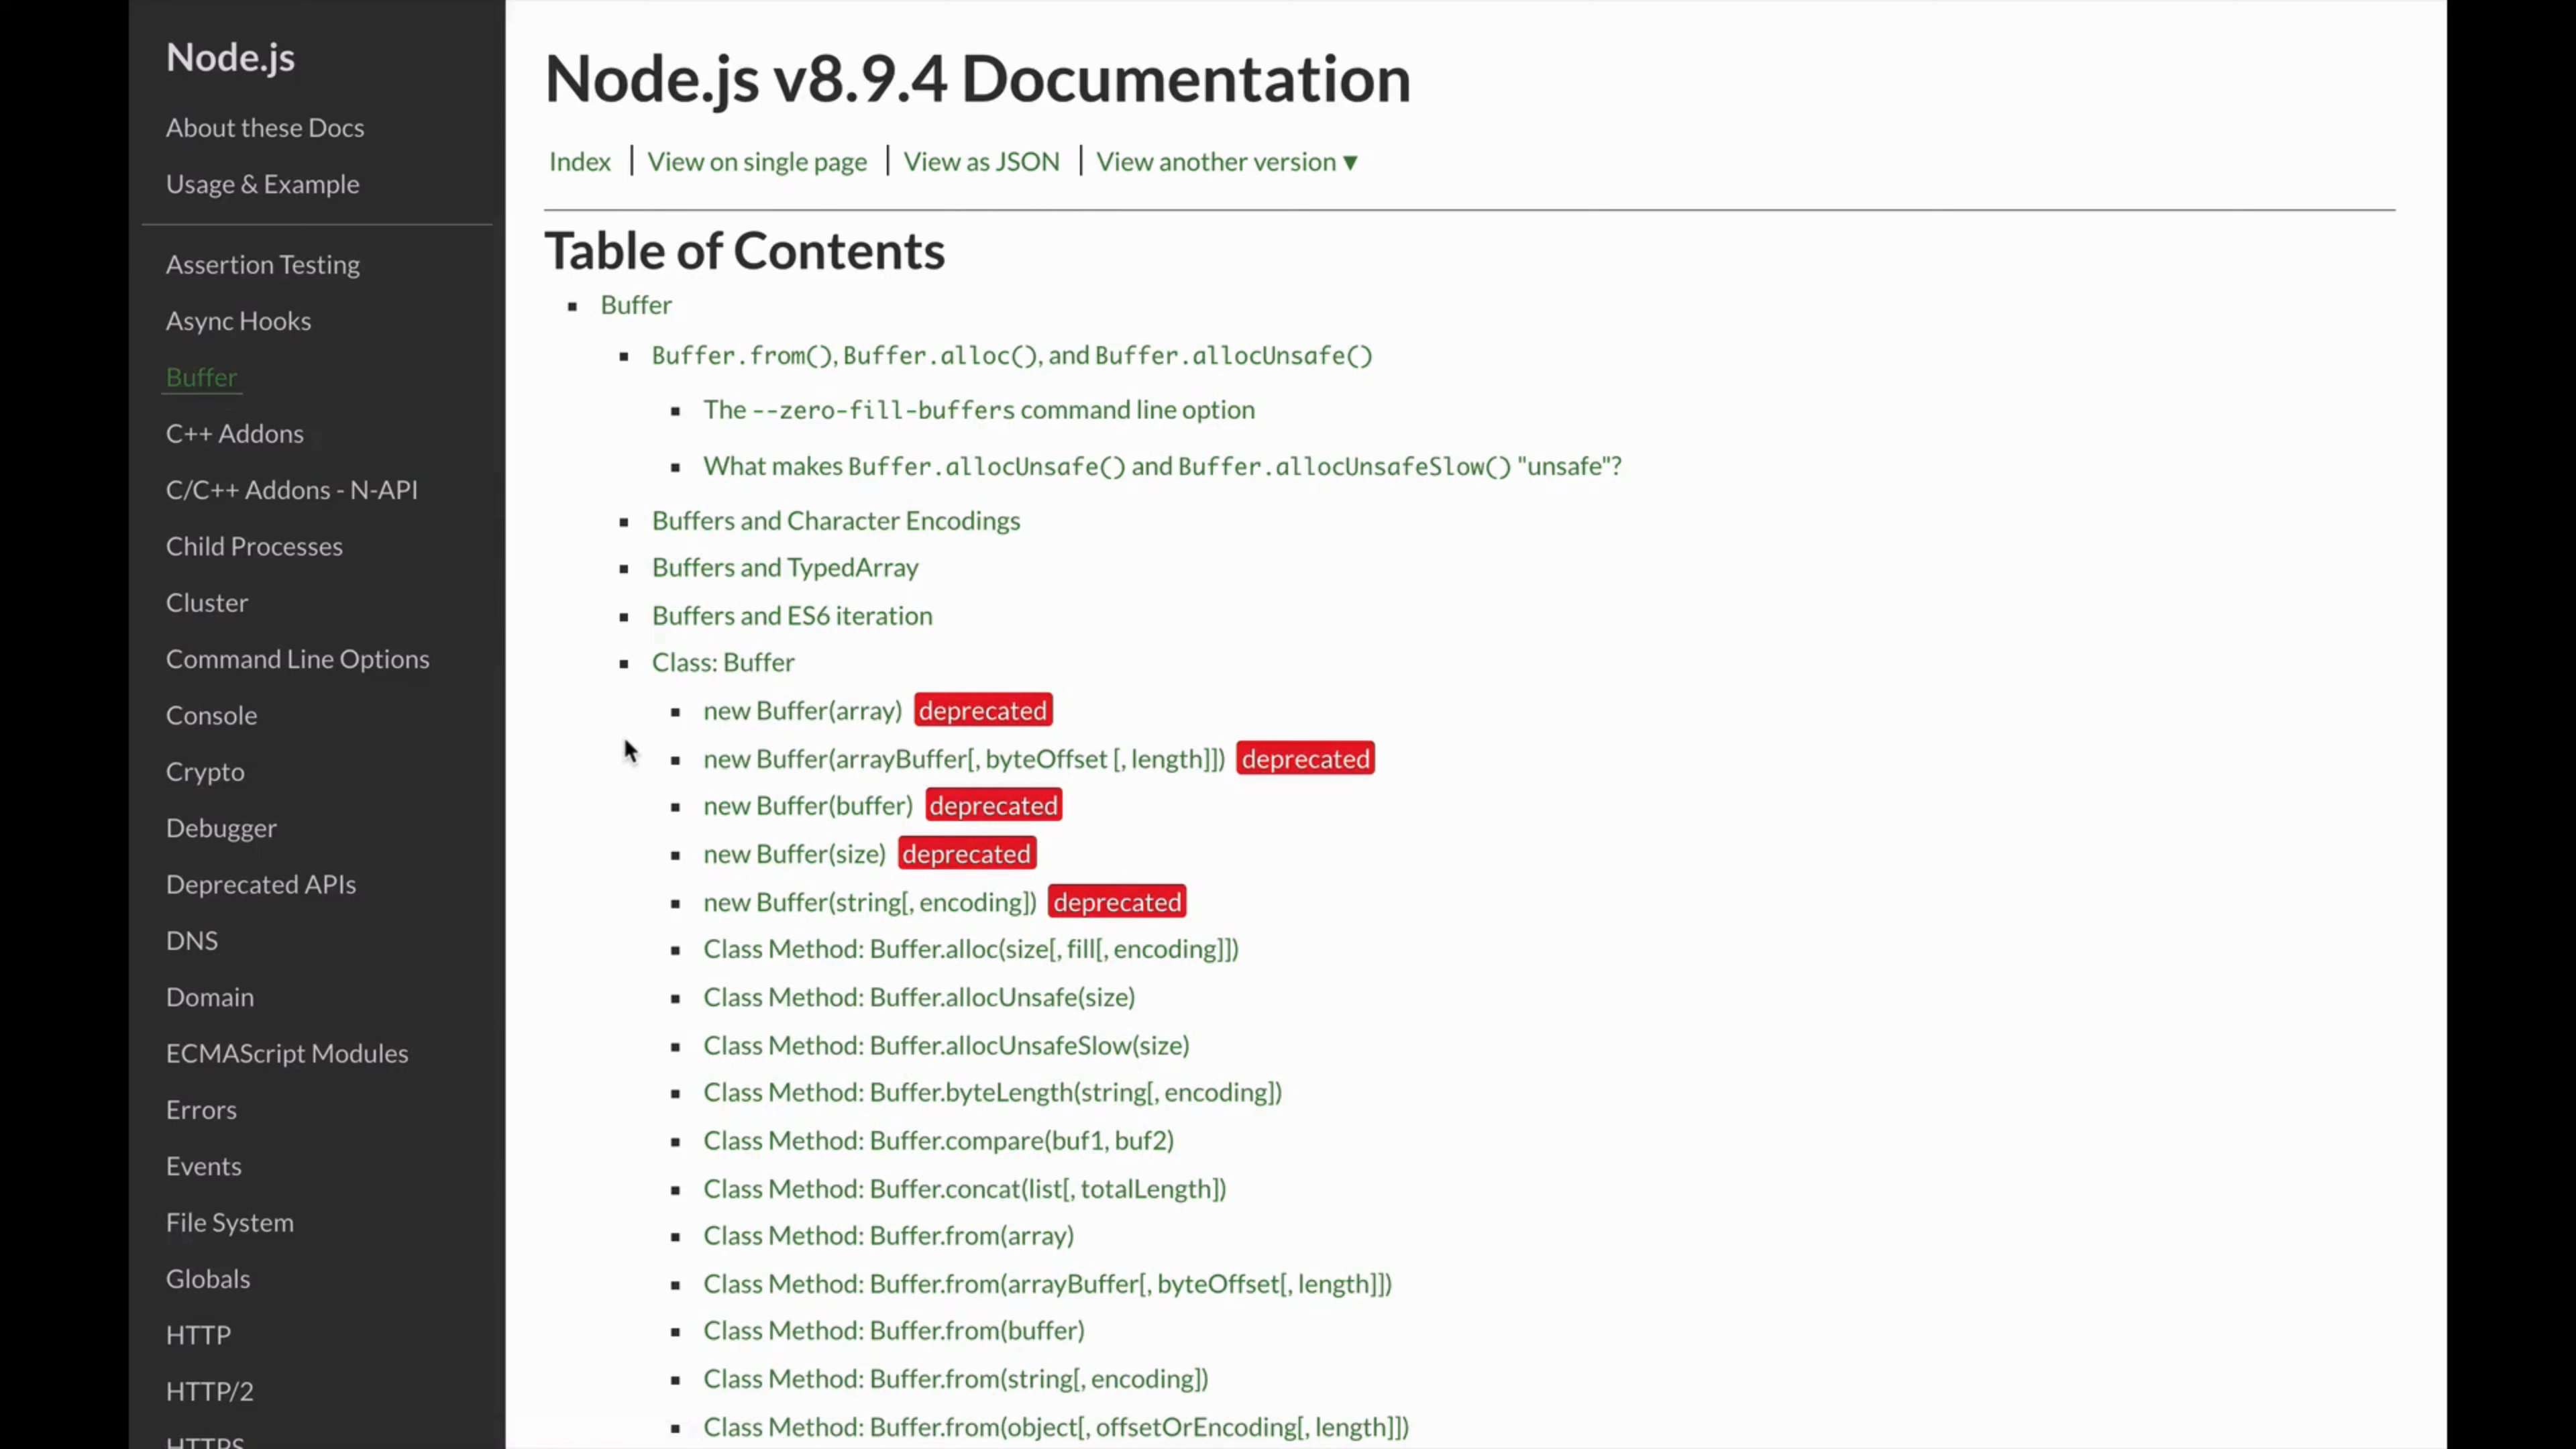 Node.js
About these Docs
Usage & Example
Assertion Testing
Async Hooks
Buffer
C++ Addons
C/C++ Addons - N-API
Child Processes
Cluster
Command Line Options
Console
Crypto
Debugger
Deprecated APIs
DNS
Domain
ECMAScript Modules
Errors
Events
File System
Globals
HTTP
HTTP/2
HTTPS
Node.js v8.9.4 Documentation
Index | View on single page | View as JSON | View another version ▼
Table of Contents
▪ Buffer
▪ Buffer.from(), Buffer.alloc(), and Buffer.allocUnsafe()
▪ The --zero-fill-buffers command line option
▪ What makes Buffer.allocUnsafe() and Buffer.allocUnsafeSlow() "unsafe"?
▪ Buffers and Character Encodings
▪ Buffers and TypedArray
▪ Buffers and ES6 iteration
▪ Class: Buffer
▪ new Buffer(array) deprecated
▪ new Buffer(arrayBuffer[, byteOffset [, length]]) deprecated
▪ new Buffer(buffer) deprecated
▪ new Buffer(size) deprecated
▪ new Buffer(string[, encoding]) deprecated
▪ Class Method: Buffer.alloc(size[, fill[, encoding]])
▪ Class Method: Buffer.allocUnsafe(size)
▪ Class Method: Buffer.allocUnsafeSlow(size)
▪ Class Method: Buffer.byteLength(string[, encoding])
▪ Class Method: Buffer.compare(buf1, buf2)
▪ Class Method: Buffer.concat(list[, totalLength])
▪ Class Method: Buffer.from(array)
▪ Class Method: Buffer.from(arrayBuffer[, byteOffset[, length]])
▪ Class Method: Buffer.from(buffer)
▪ Class Method: Buffer.from(string[, encoding])
▪ Class Method: Buffer.from(object[, offsetOrEncoding[, length]])